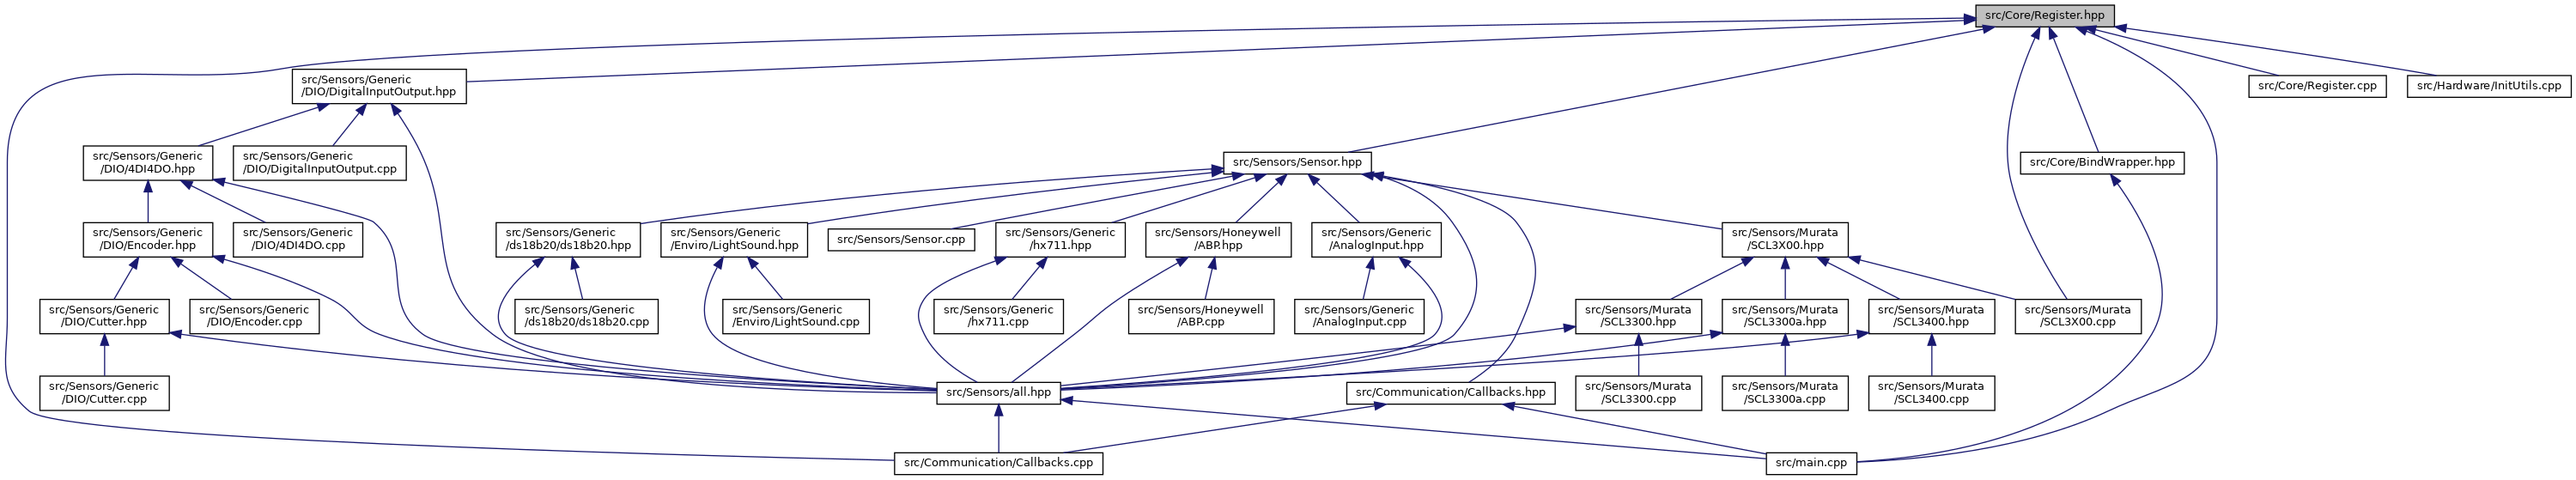 src/Core/Register.hpp
src/Sensors/Generic
/DIO/DigitalInputOutput.hpp
src/Core/Register.cpp
src/Hardware/InitUtils.cpp
src/Sensors/Generic
/DIO/4DI4DO.hpp
src/Sensors/Generic
/DIO/DigitalInputOutput.cpp
src/Sensors/Sensor.hpp
src/Core/BindWrapper.hpp
src/Sensors/Generic
/DIO/Encoder.hpp
src/Sensors/Generic
/DIO/4DI4DO.cpp
src/Sensors/Generic
/ds18b20/ds18b20.hpp
src/Sensors/Generic
/Enviro/LightSound.hpp
src/Sensors/Sensor.cpp
src/Sensors/Generic
/hx711.hpp
src/Sensors/Honeywell
/ABP.hpp
src/Sensors/Generic
/AnalogInput.hpp
src/Sensors/Murata
/SCL3X00.hpp
src/Sensors/Generic
/DIO/Cutter.hpp
src/Sensors/Generic
/DIO/Encoder.cpp
src/Sensors/Generic
/ds18b20/ds18b20.cpp
src/Sensors/Generic
/Enviro/LightSound.cpp
src/Sensors/Generic
/hx711.cpp
src/Sensors/Honeywell
/ABP.cpp
src/Sensors/Generic
/AnalogInput.cpp
src/Sensors/Murata
/SCL3300.hpp
src/Sensors/Murata
/SCL3300a.hpp
src/Sensors/Murata
/SCL3400.hpp
src/Sensors/Murata
/SCL3X00.cpp
src/Sensors/Generic
/DIO/Cutter.cpp
src/Sensors/all.hpp
src/Communication/Callbacks.hpp
src/Sensors/Murata
/SCL3300.cpp
src/Sensors/Murata
/SCL3300a.cpp
src/Sensors/Murata
/SCL3400.cpp
src/Communication/Callbacks.cpp
src/main.cpp